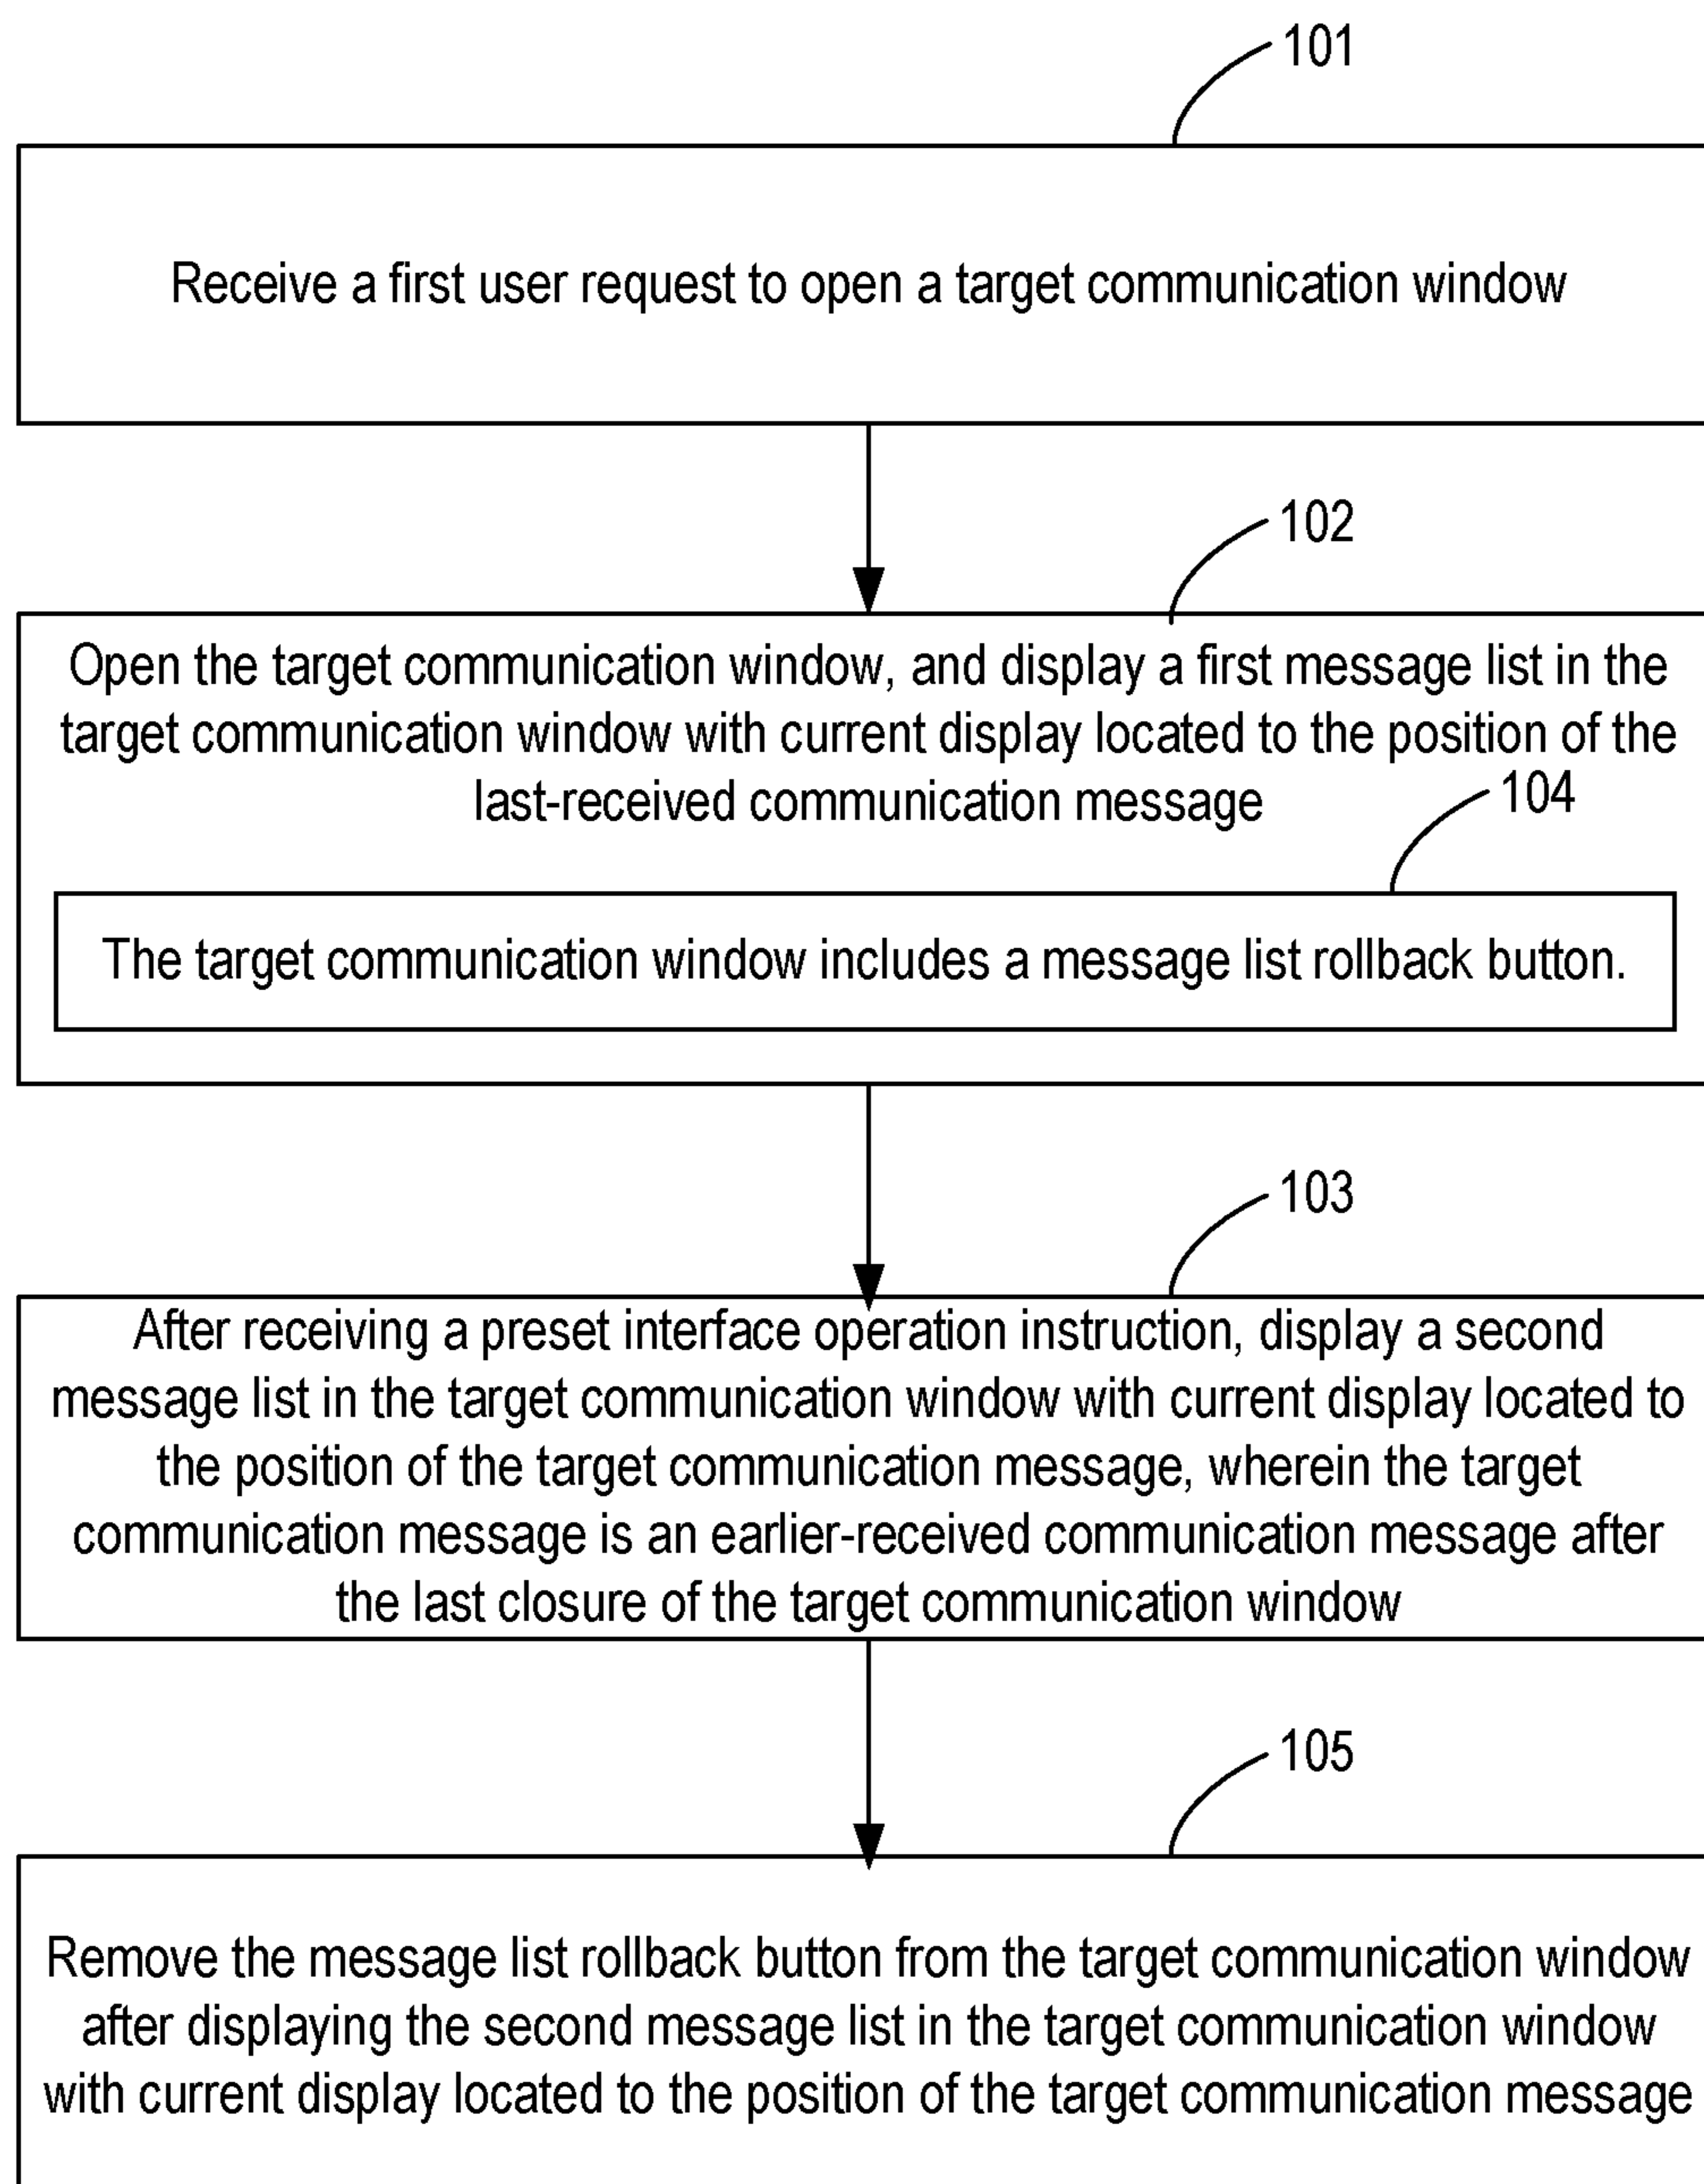 101
Receive a first user request to open a target communication window
102
Open the target communication window, and display a first message list in the
target communication window with current display located to the position of the
last-received communication message
104
The target communication window includes a message list rollback button.
103
After receiving a preset interface operation instruction, display a second
message list in the target communication window with current display located to
the position of the target communication message, wherein the target
communication message is an earlier-received communication message after
the last closure of the target communication window
105
Remove the message list rollback button from the target communication window
after displaying the second message list in the target communication window
with current display located to the position of the target communication message